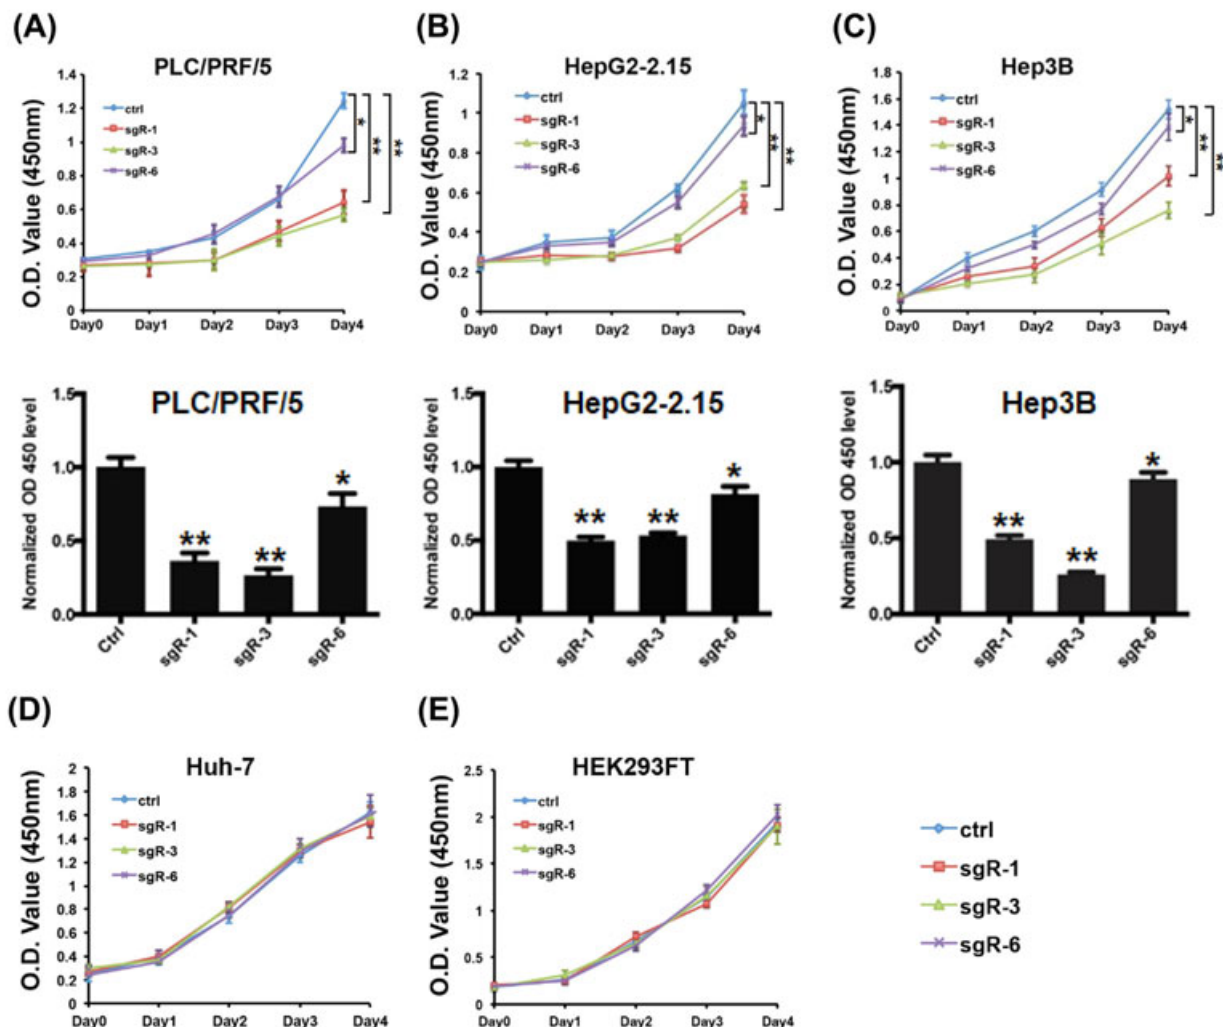 (A)
PLC/PRF/5
O.D. Value (450nm)
1.4
1.2
1
0.8
0.6
0.4
0.2
0
ctrl
sgR-1
sgR-3
sgR-6
*
**
**
Day0 Day1 Day2 Day3 Day4
(B)
HepG2-2.15
O.D. Value (450nm)
1.2
1
0.8
0.6
0.4
0.2
0
ctrl
sgR-1
sgR-3
sgR-6
*
**
**
Day0 Day1 Day2 Day3 Day4
(C)
Hep3B
O.D. Value (450nm)
1.8
1.6
1.4
1.2
1
0.8
0.6
0.4
0.2
0
ctrl
sgR-1
sgR-3
sgR-6
*
**
**
Day0 Day1 Day2 Day3 Day4
PLC/PRF/5
Normalized OD 450 level
1.5
1.0
0.5
0.0
**
**
*
Ctrl sgR-1 sgR-3 sgR-6
HepG2-2.15
Normalized OD 450 level
1.5
1.0
0.5
0.0
**
**
*
Ctrl sgR-1 sgR-3 sgR-6
Hep3B
Normalized OD 450 level
1.5
1.0
0.5
0.0
**
**
*
Ctrl sgR-1 sgR-3 sgR-6
(D)
Huh-7
O.D. Value (450nm)
2
1.8
1.6
1.4
1.2
1
0.8
0.6
0.4
0.2
0
ctrl
sgR-1
sgR-3
sgR-6
Day0 Day1 Day2 Day3 Day4
(E)
HEK293FT
O.D. Value (450nm)
2.5
2
1.5
1
0.5
0
ctrl
sgR-1
sgR-3
sgR-6
Day0 Day1 Day2 Day3 Day4
ctrl
sgR-1
sgR-3
sgR-6